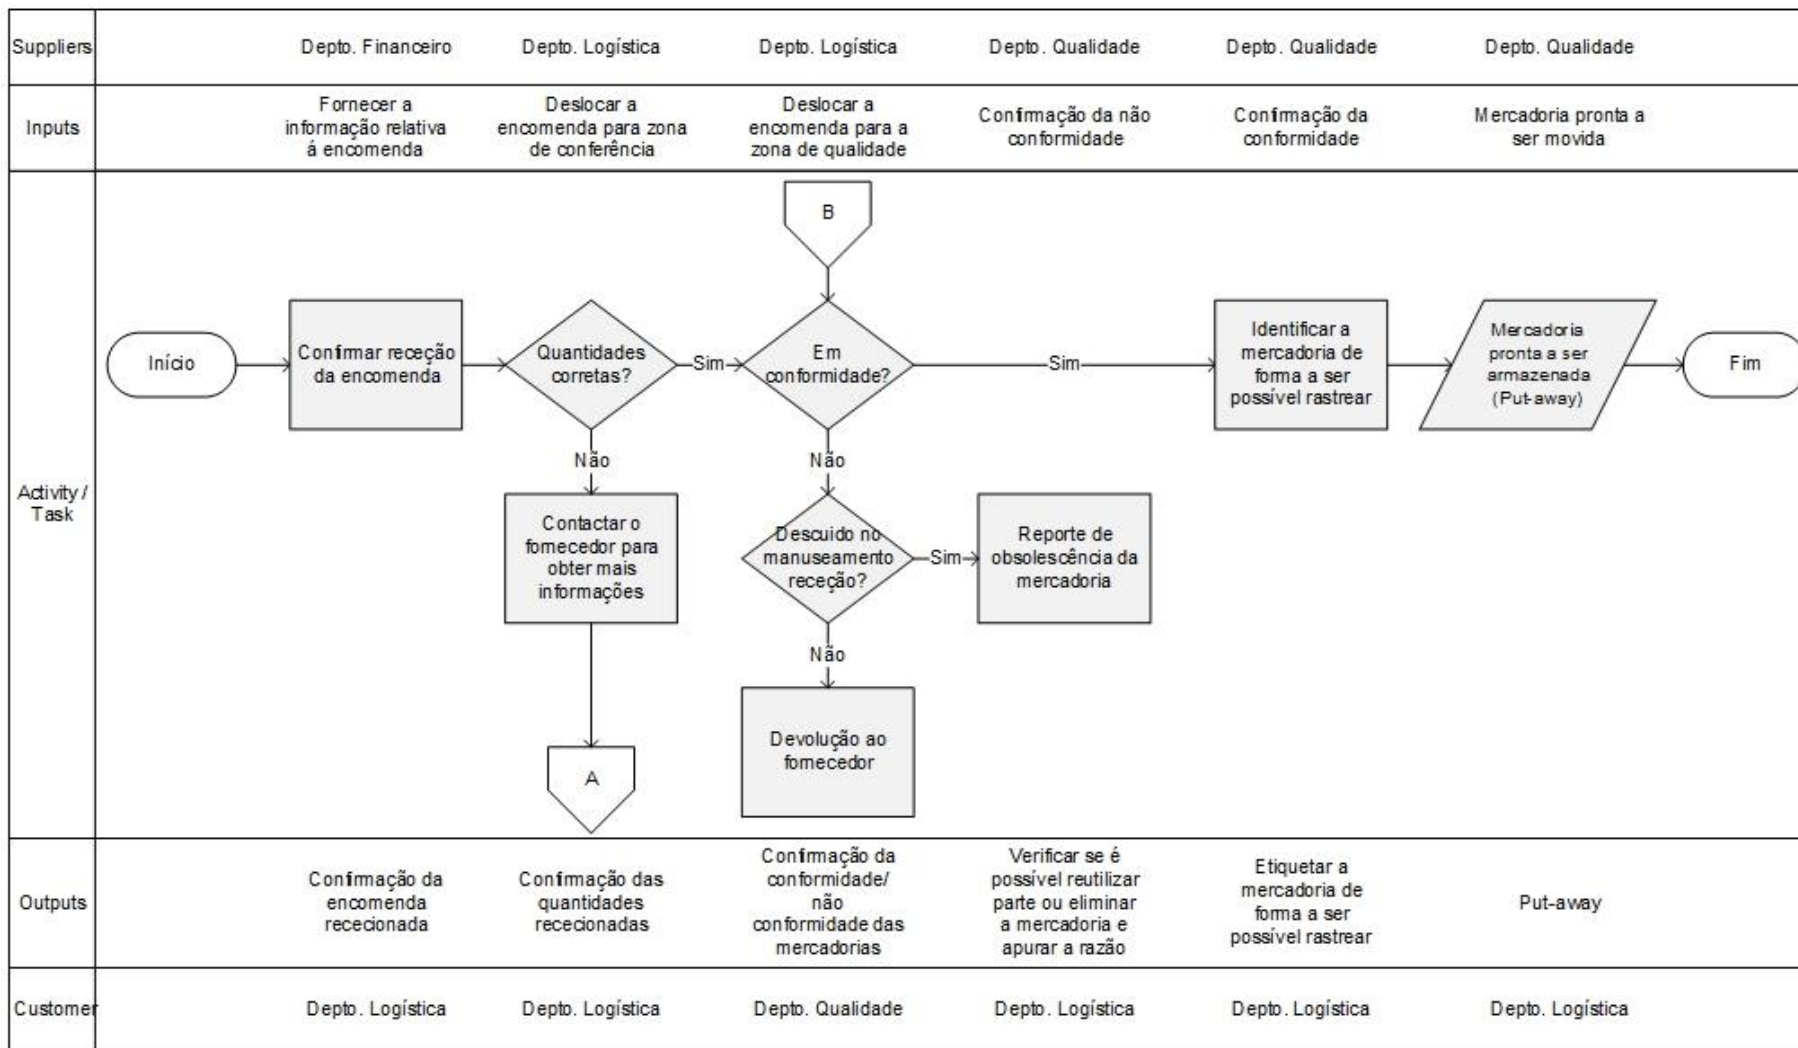 Suppliers
Depto. Financeiro
Depto. Logística
Depto. Logística
Depto. Qualidade
Depto. Qualidade
Depto. Qualidade
Inputs
Fornecer a
informação relativa
á encomenda
Deslocar a
encomenda para zona
de conferência
Deslocar a
encomenda para a
zona de qualidade
Confirmação da não
conformidade
Confirmação da
conformidade
Mercadoria pronta a
ser movida
Activity /
Task
B
Início
Confirmar receção
da encomenda
Quantidades
corretas?
Sim
Em
conformidade?
Sim
Identificar a
mercadoria de
forma a ser
possível rastrear
Mercadoria
pronta a ser
armazenada
(Put-away)
Fim
Não
Não
Contactar o
fornecedor para
obter mais
informações
Descuido no
manuseamento
receção?
Sim
Reporte de
obsolescência da
mercadoria
Não
A
Devolução ao
fornecedor
Outputs
Confirmação da
encomenda
rececionada
Confirmação das
quantidades
rececionadas
Confirmação da
conformidade/
não
conformidade das
mercadorias
Verificar se é
possível reutilizar
parte ou eliminar
a mercadoria e
apurar a razão
Etiquetar a
mercadoria de
forma a ser
possível rastrear
Put-away
Customer
Depto. Logística
Depto. Logística
Depto. Qualidade
Depto. Logística
Depto. Logística
Depto. Logística